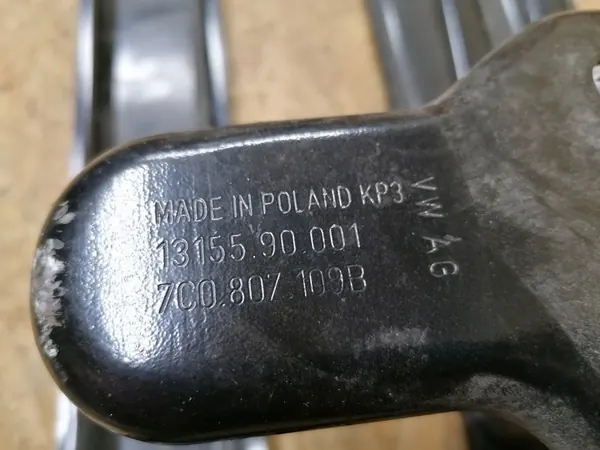 MADE IN POLAND KP3
13155.90.001
7C0.807.109B
VW AG